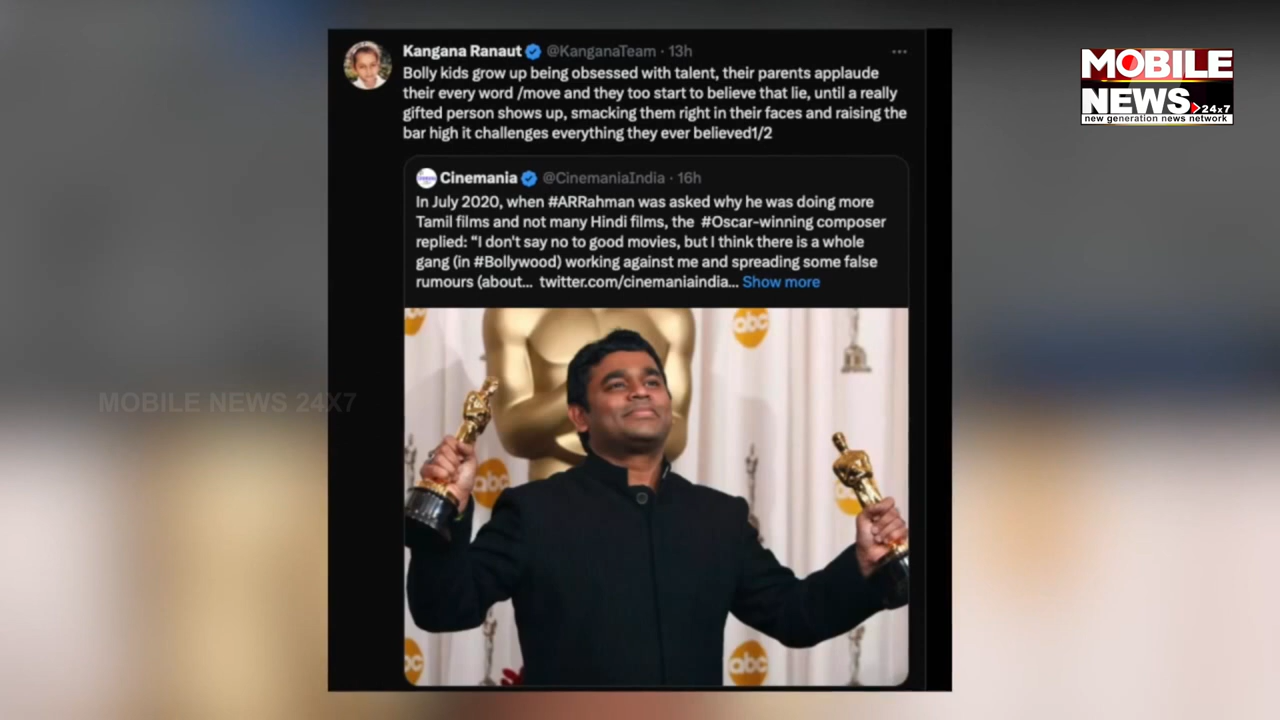 Kangana Ranaut @KanganaTeam · 13h
Bolly kids grow up being obsessed with talent, their parents applaude
their every word /move and they too start to believe that lie, until a really
gifted person shows up, smacking them right in their faces and raising the
bar high it challenges everything they ever believed1/2
Cinemania @CinemaniaIndia · 16h
In July 2020, when #ARRahman was asked why he was doing more
Tamil films and not many Hindi films, the #Oscar-winning composer
replied: “I don't say no to good movies, but I think there is a whole
gang (in #Bollywood) working against me and spreading some false
rumours (about... twitter.com/cinemaniaindia... Show more
abc
abc
abc
abc
MOBILE
NEWS 24x7
new generation news network
MOBILE NEWS 24X7